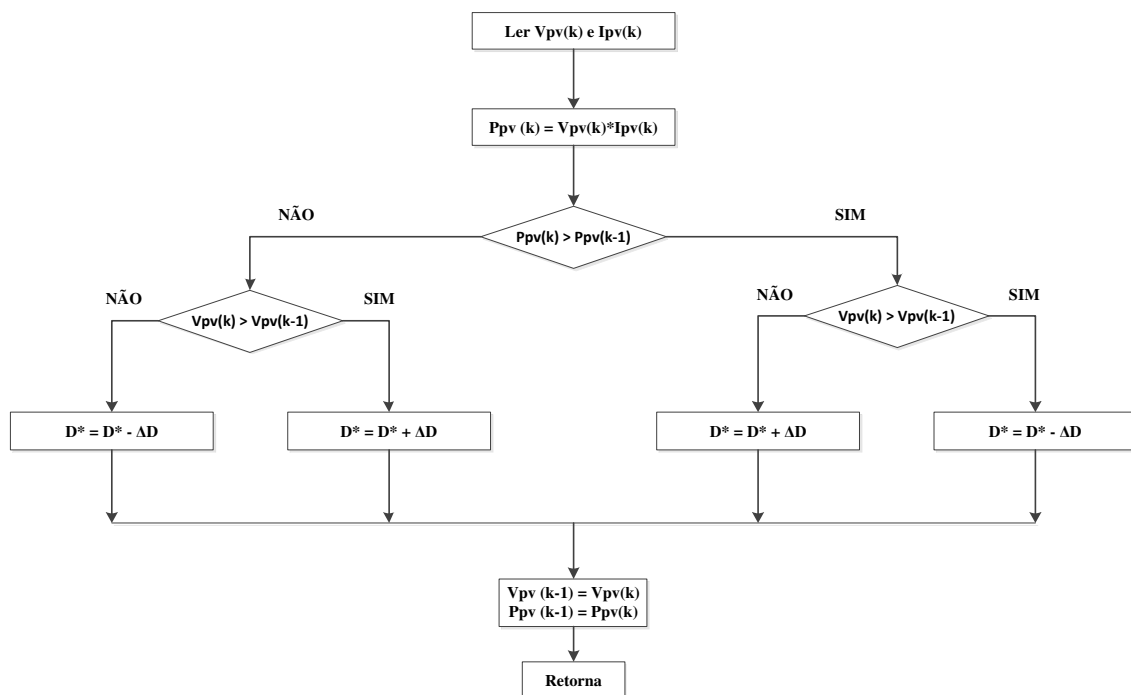 Ler Vpv(k) e Ipv(k)
Ppv (k) = Vpv(k)*Ipv(k)
NÃO
SIM
Ppv(k) > Ppv(k-1)
NÃO
SIM
Vpv(k) > Vpv(k-1)
NÃO
SIM
Vpv(k) > Vpv(k-1)
D* = D* - ΔD
D* = D* + ΔD
D* = D* + ΔD
D* = D* - ΔD
Vpv (k-1) = Vpv(k)
Ppv (k-1) = Ppv(k)
Retorna